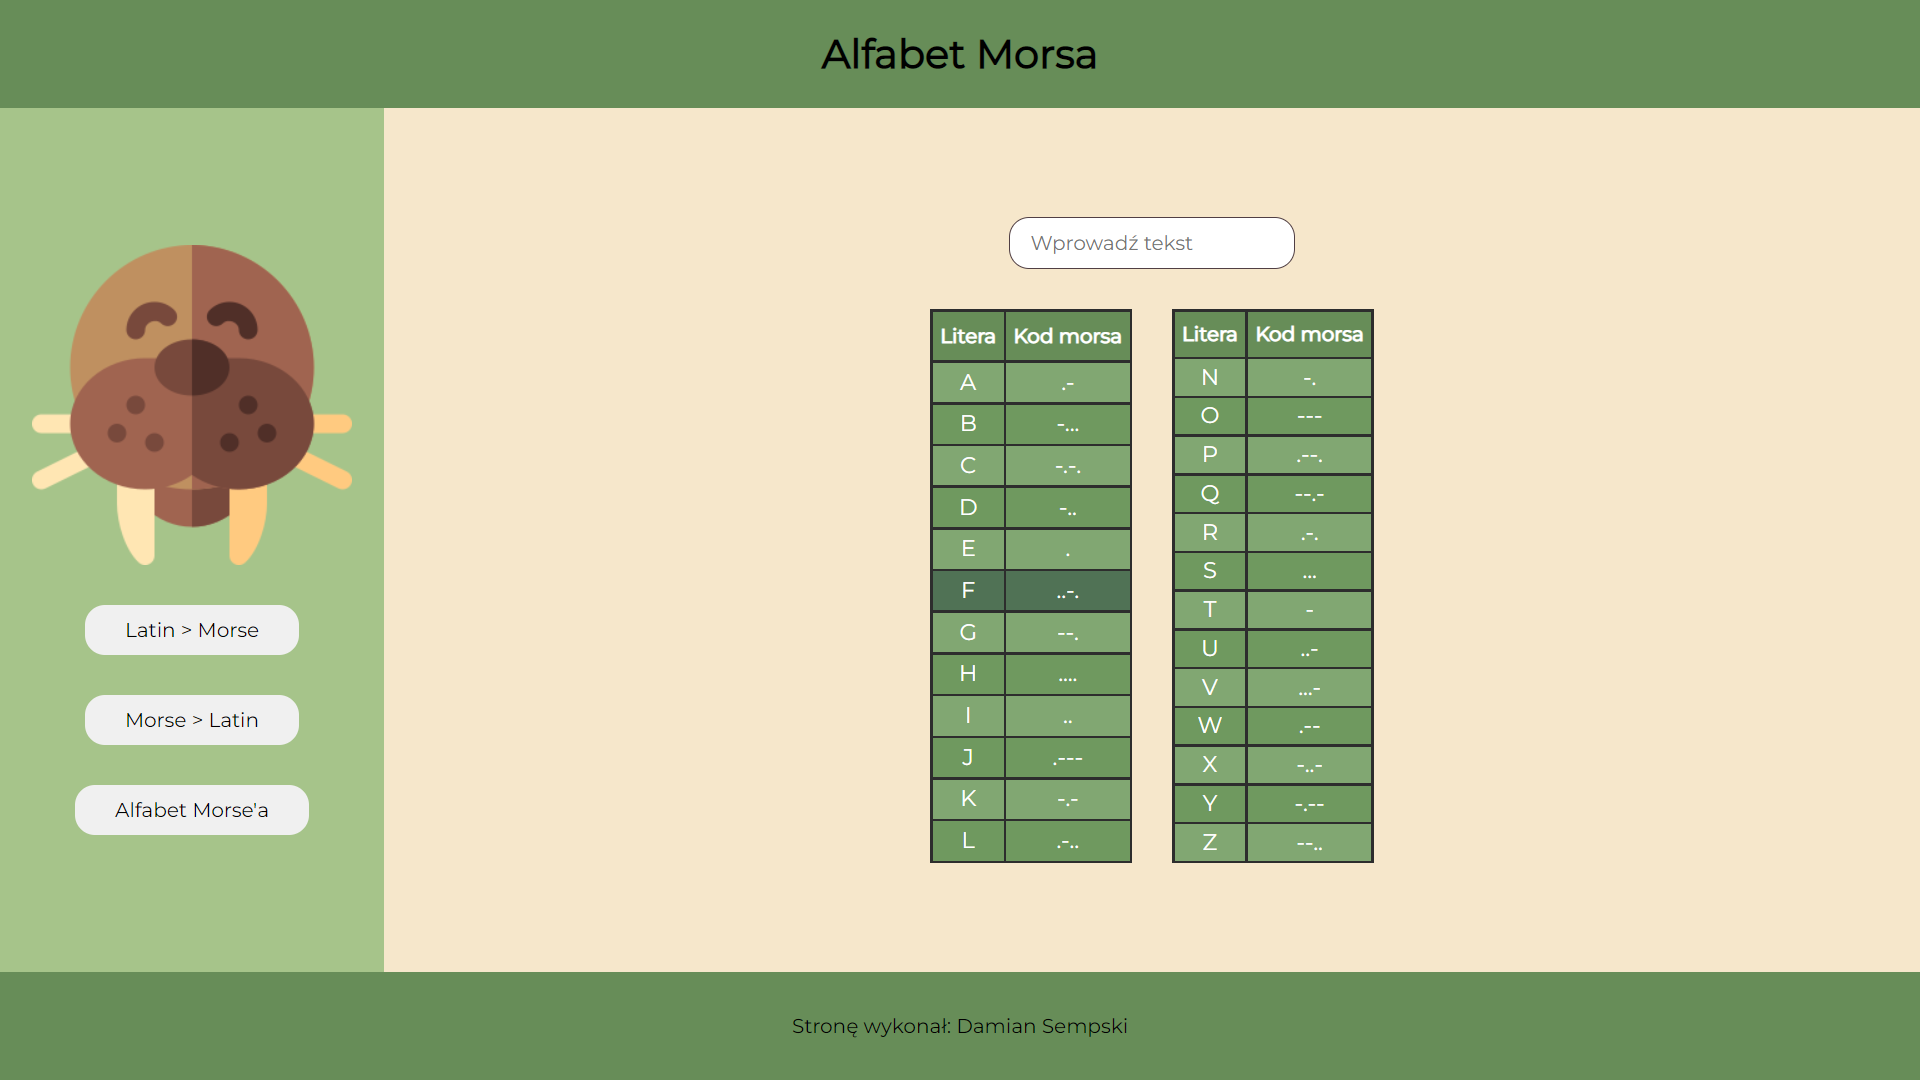 Alfabet Morsa
Latin > Morse
Morse > Latin
Alfabet Morse'a
Wprowadź tekst
Litera Kod morsa
A .-
B -...
C -.-.
D -..
E .
F ..-.
G --.
H ....
I ..
J .---
K -.-
L .-..
Litera Kod morsa
N -.
O ---
P .--.
Q --.-
R .-.
S ...
T -
U ..-
V ...-
W .--
X -..-
Y -.--
Z --..
Stronę wykonał: Damian Sempski